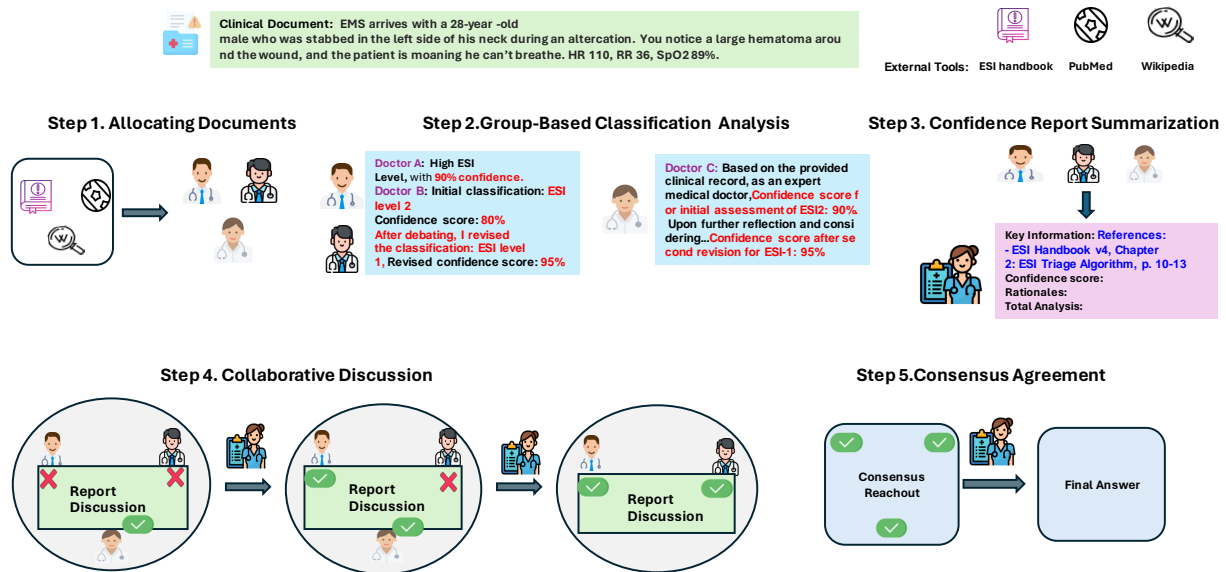 Clinical Document: EMS arrives with a 28-year -old
male who was stabbed in the left side of his neck during an altercation. You notice a large hematoma arou
nd the wound, and the patient is moaning he can't breathe. HR 110, RR 36, SpO2 89%.
External Tools: ESI handbook PubMed Wikipedia
Step 1. Allocating Documents
Step 2.Group-Based Classification Analysis
Step 3. Confidence Report Summarization
W
W
Doctor A: High ESI
Level, with 90% confidence.
Doctor B: Initial classification: ESI
level 2
Confidence score: 80%
After debating, I revised
the classification: ESI level
1, Revised confidence score: 95%
Doctor C: Based on the provided
clinical record, as an expert
medical doctor,Confidence score f
or initial assessment of ESI2: 90%.
Upon further reflection and consi
dering...Confidence score after se
cond revision for ESI-1: 95%
Key Information: References:
- ESI Handbook v4, Chapter
2: ESI Triage Algorithm, p. 10-13
Confidence score:
Rationales:
Total Analysis:
Step 4. Collaborative Discussion
Step 5.Consensus Agreement
Report
Discussion
Report
Discussion
Report
Discussion
Consensus
Reachout
Final Answer